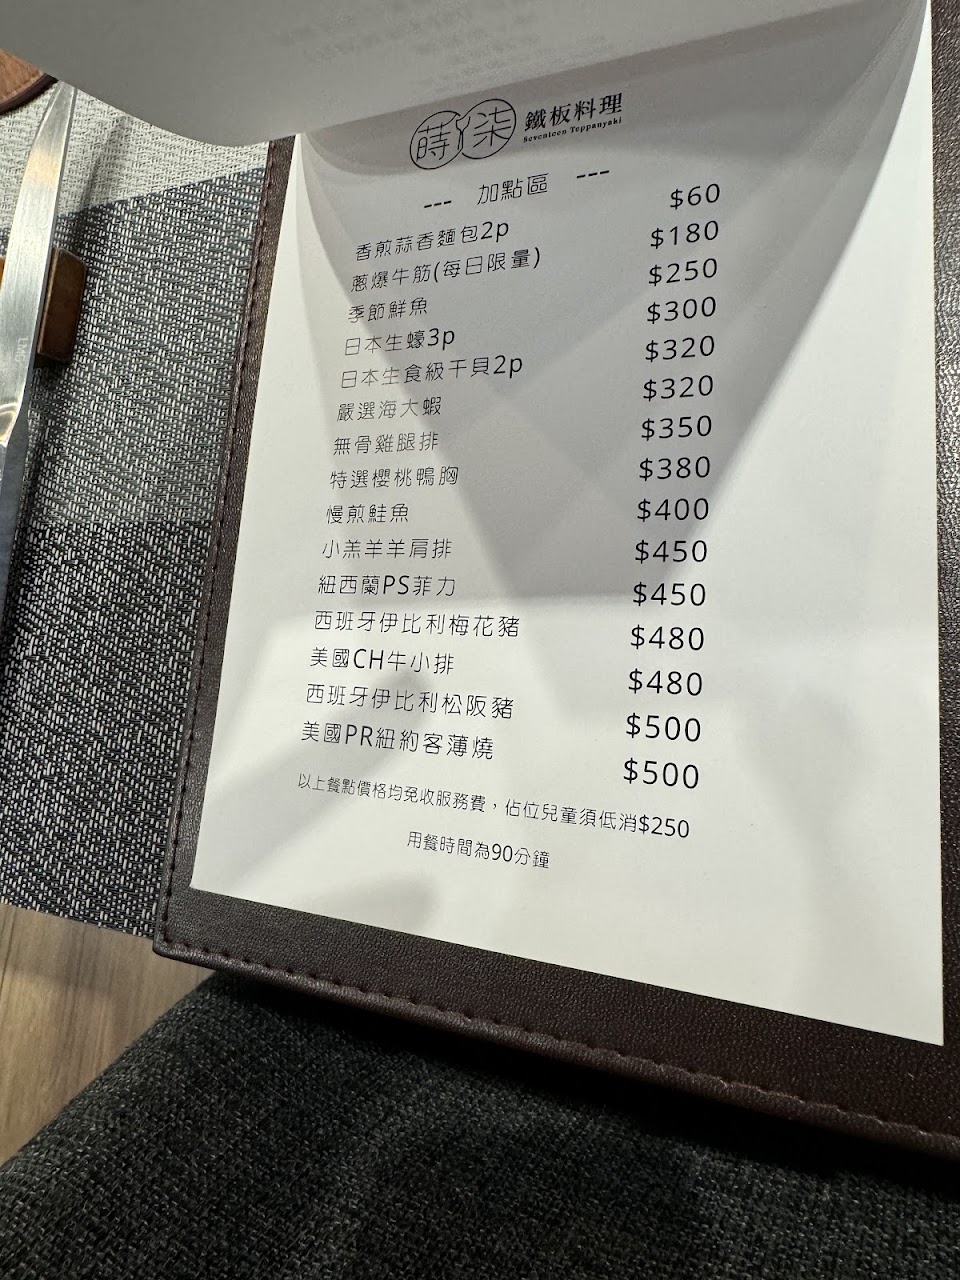 蒔丫柒 鐵板料理
Seventeen Teppanyaki
--- 加點區 ---
香煎蒜香麵包2p $60
蔥爆牛筋(每日限量) $180
季節鮮魚 $250
日本生蠔3p $300
日本生食級干貝2p $320
嚴選海大蝦 $320
無骨雞腿排 $350
特選櫻桃鴨胸 $380
慢煎鮭魚 $400
小羔羊羊肩排 $450
紐西蘭PS菲力 $450
西班牙伊比利梅花豬 $480
美國CH牛小排 $480
西班牙伊比利松阪豬 $500
美國PR紐約客薄燒 $500
以上餐點價格均免收服務費，佔位兒童須低消$250
用餐時間為90分鐘